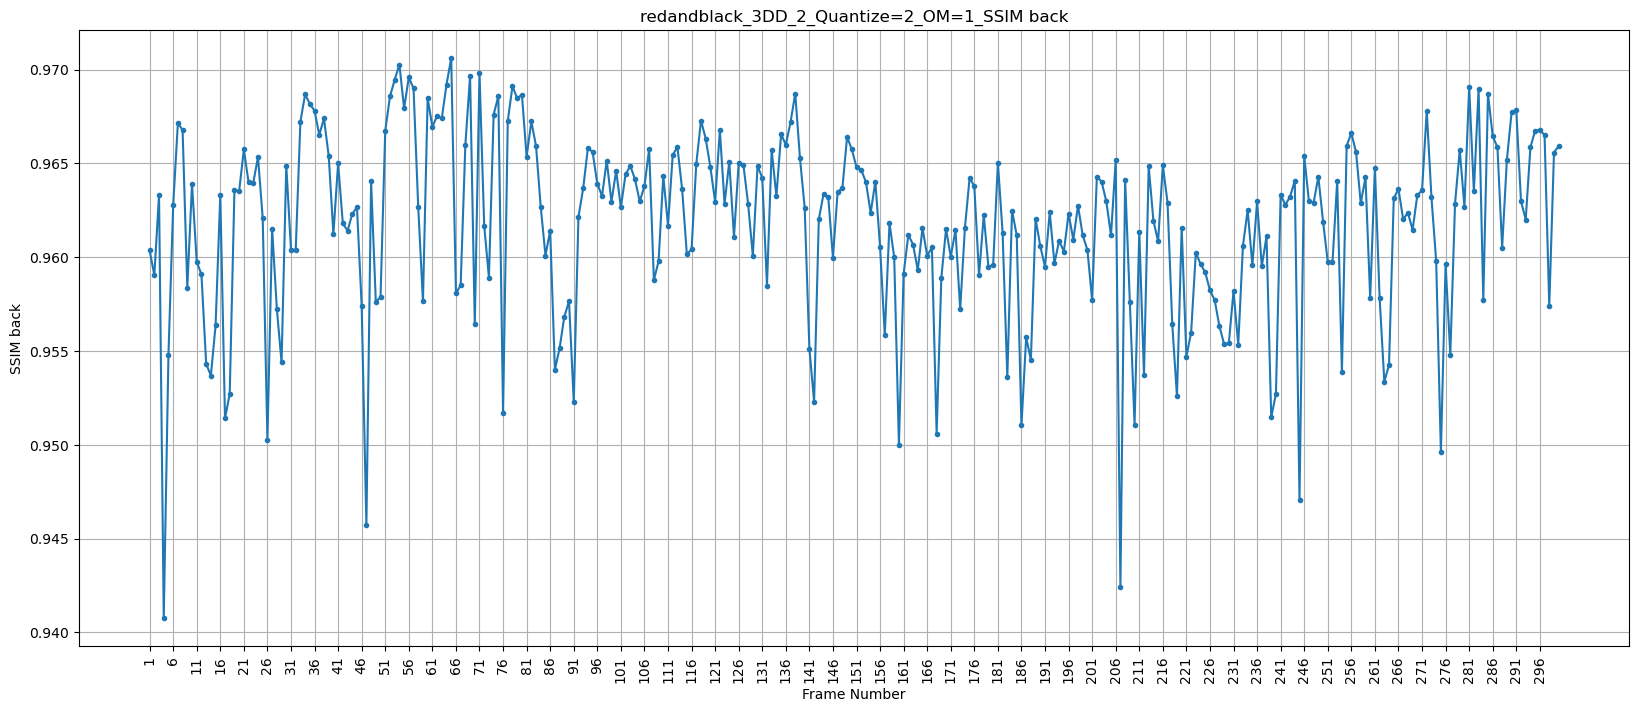 redandblack_3DD_2_Quantize=2_OM=1_SSIM back
SSIM back
0.970
0.965
0.960
0.955
0.950
0.945
0.940
1 6 11 16 21 26 31 36 41 46 51 56 61 66 71 76 81 86 91 96 101 106 111 116 121 126 131 136 141 146 151 156 161 166 171 176 181 186 191 196 201 206 211 216 221 226 231 236 241 246 251 256 261 266 271 276 281 286 291 296
Frame Number